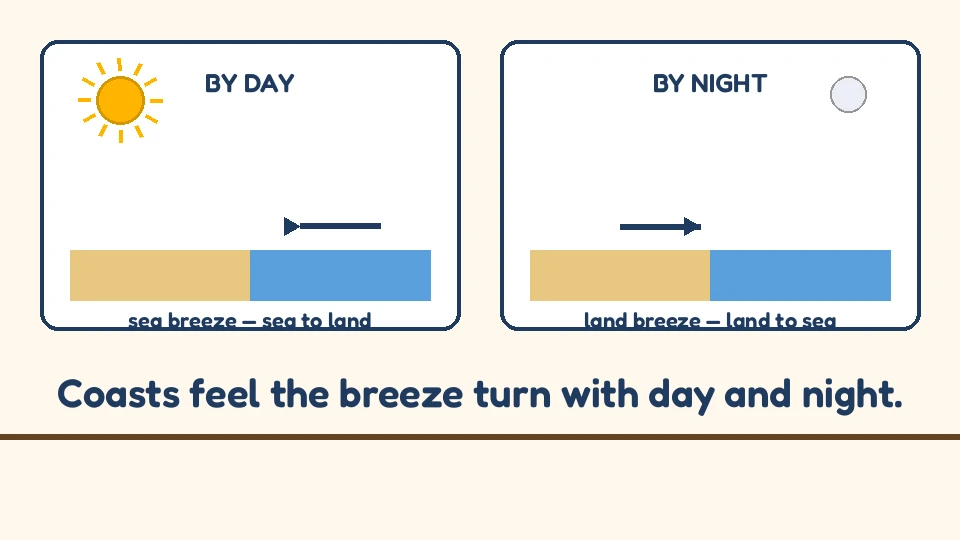 BY DAY
BY NIGHT
sea breeze — sea to land
land breeze — land to sea
Coasts feel the breeze turn with day and night.